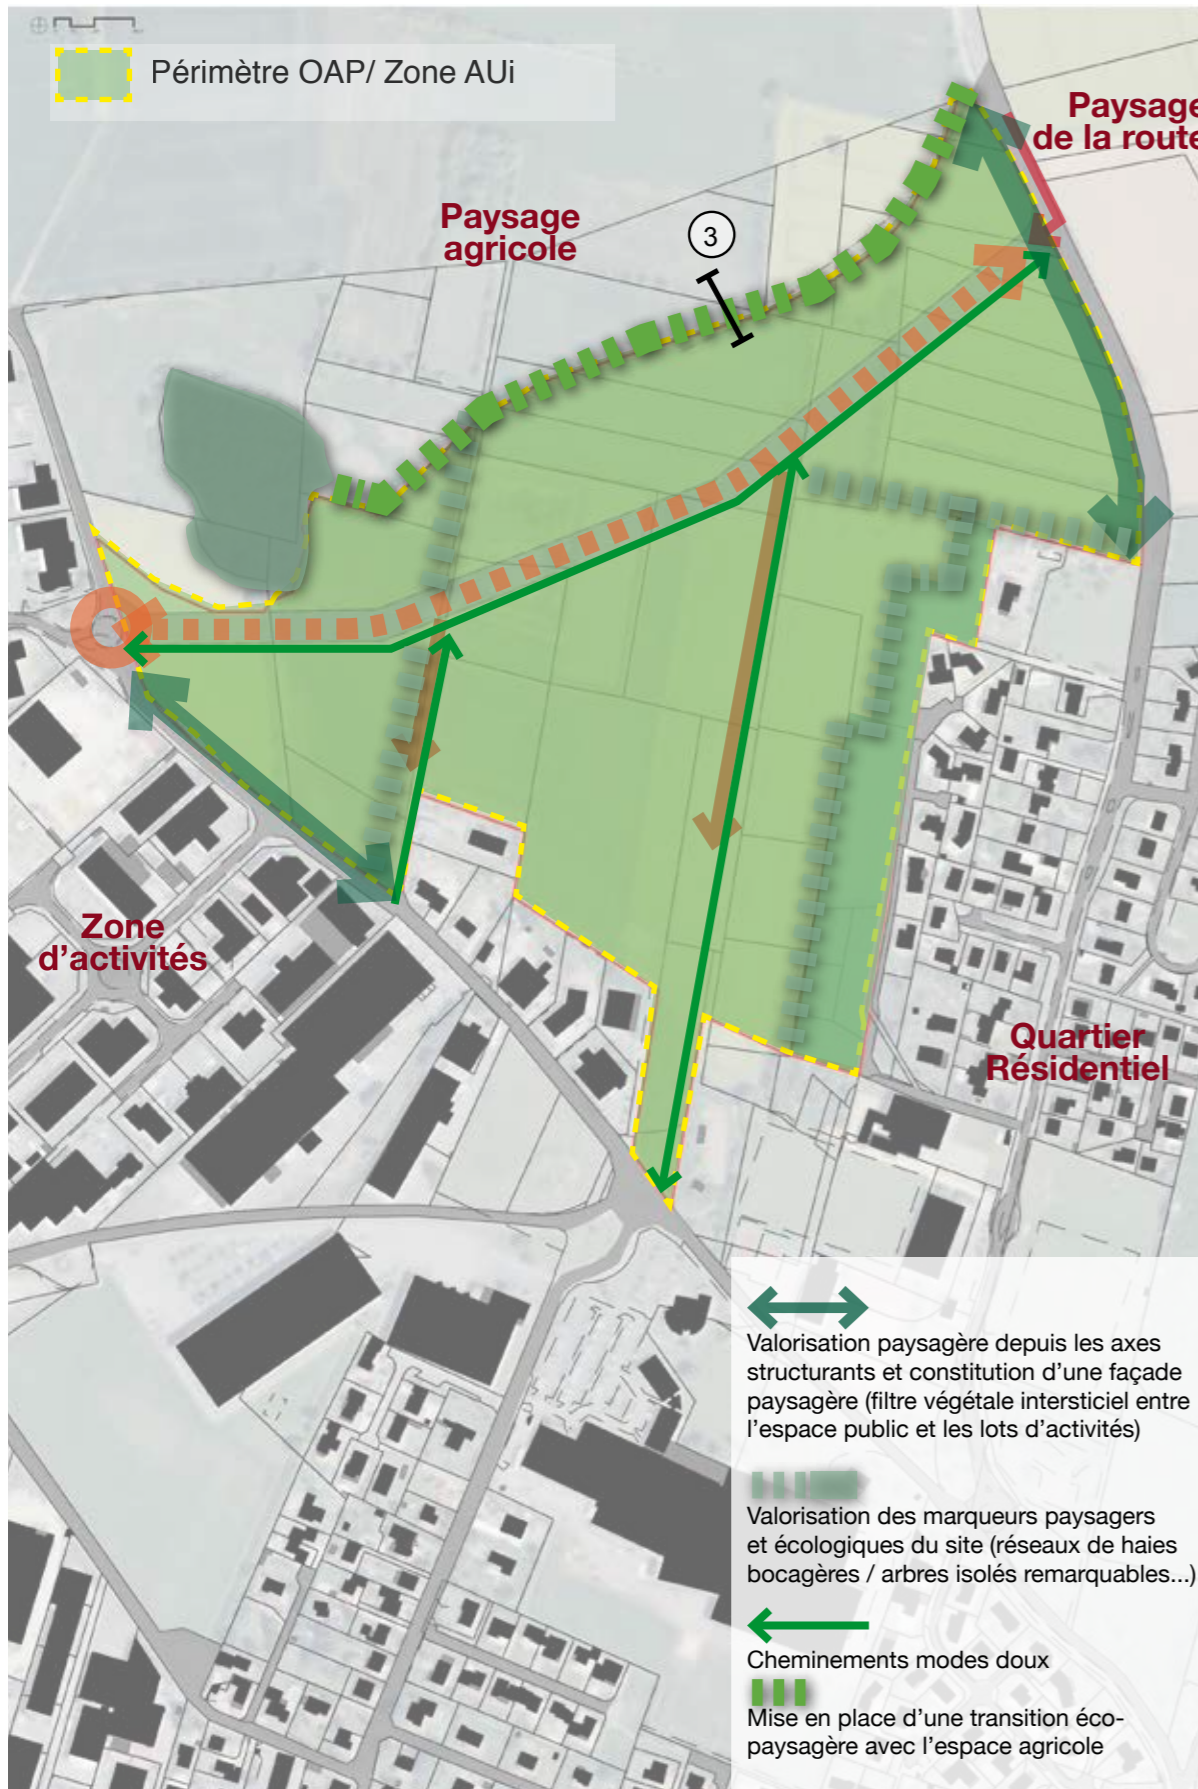 Périmètre OAP/ Zone AUi
Paysage
de la route
Paysage
agricole
3
Zone
d'activités
Quartier
Résidentiel
Valorisation paysagère depuis les axes
structurants et constitution d'une façade
paysagère (filtre végétale intersticiel entre
l'espace public et les lots d'activités)
Valorisation des marqueurs paysagers
et écologiques du site (réseaux de haies
bocagères / arbres isolés remarquables...)
Cheminements modes doux
Mise en place d'une transition éco-
paysagère avec l'espace agricole